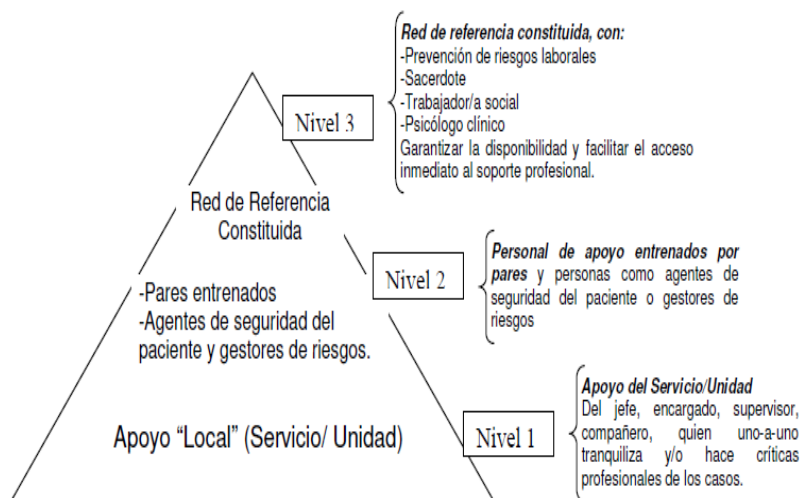 Red de referencia constituida, con:
-Prevención de riesgos laborales
-Sacerdote
-Trabajador/a social
-Psicólogo clínico
Garantizar la disponibilidad y facilitar el acceso
inmediato al soporte profesional.
Nivel 3
Red de Referencia
Constituida
Personal de apoyo entrenados por
pares y personas como agentes de
seguridad del paciente o gestores de
riesgos
Nivel 2
-Pares entrenados
-Agentes de seguridad del
paciente y gestores de riesgos.
Apoyo del Servicio/Unidad
Del jefe, encargado, supervisor,
compañero, quien uno-a-uno
tranquiliza y/o hace críticas
profesionales de los casos.
Nivel 1
Apoyo “Local” (Servicio/ Unidad)